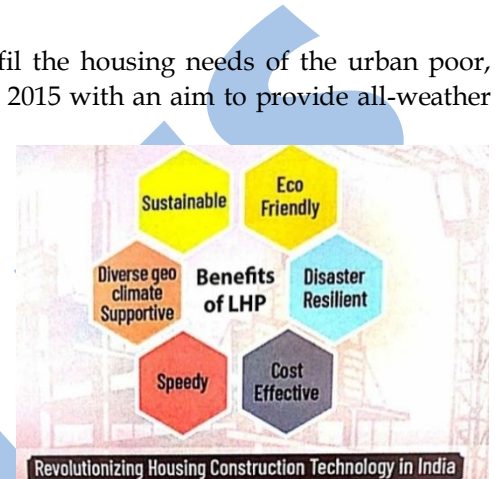 fil the housing needs of the urban poor,
2015 with an aim to provide all-weather
Sustainable
Eco
Friendly
Diverse geo
climate
Supportive
Benefits
of LHP
Disaster
Resilient
Speedy
Cost
Effective
Revolutionizing Housing Construction Technology in India